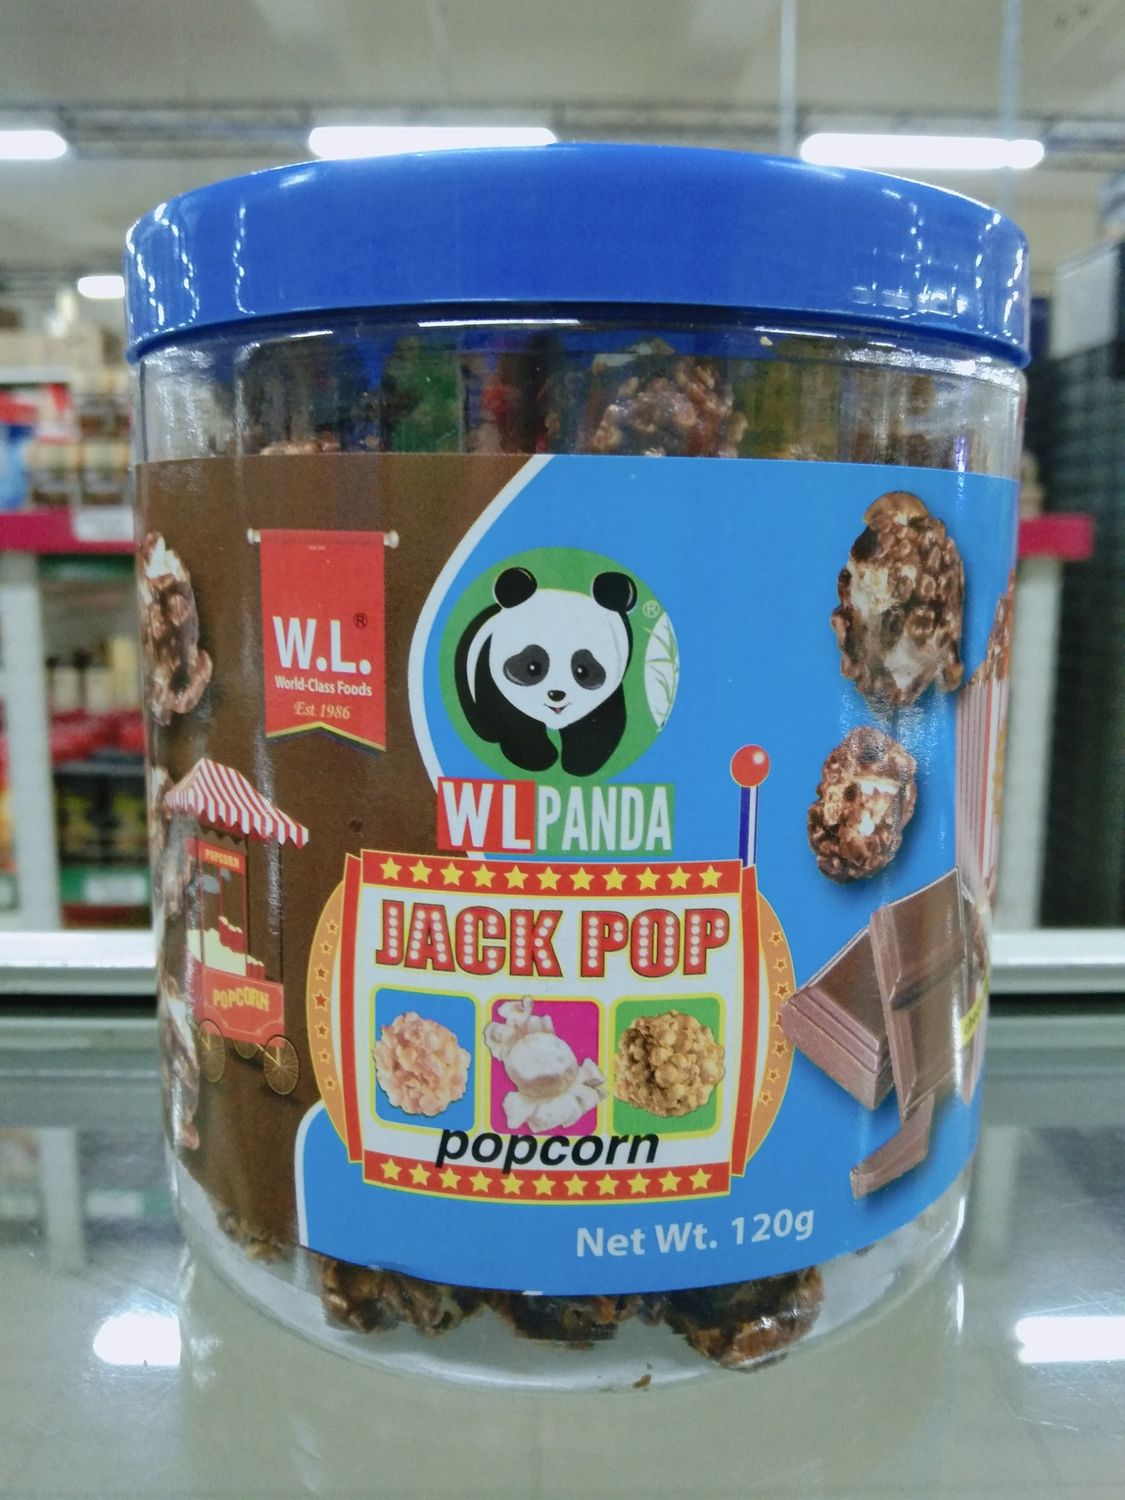 W.L.®
World-Class Foods
Est. 1986
®
WL PANDA
POPCORN
POPCORN
JACK POP
popcorn
Net Wt. 120g